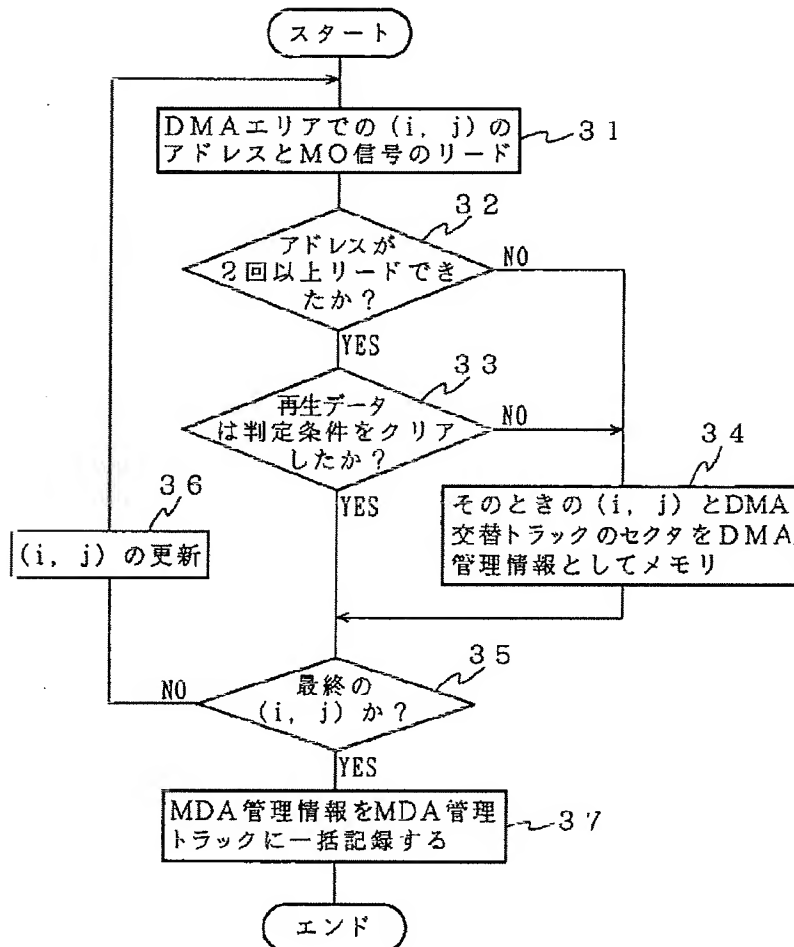 スタート
DMAエリアでの(i, j)の
アドレスとMO信号のリード
31
32
アドレスが
2回以上リードでき
たか?
NO
YES
33
再生データ
は判定条件をクリア
したか?
NO
YES
34
そのときの(i, j)とDMA
交替トラックのセクタをDMA
管理情報としてメモリ
36
(i, j)の更新
35
最終の
(i, j)か?
NO
YES
MDA管理情報をMDA管理
トラックに一括記録する
37
エンド